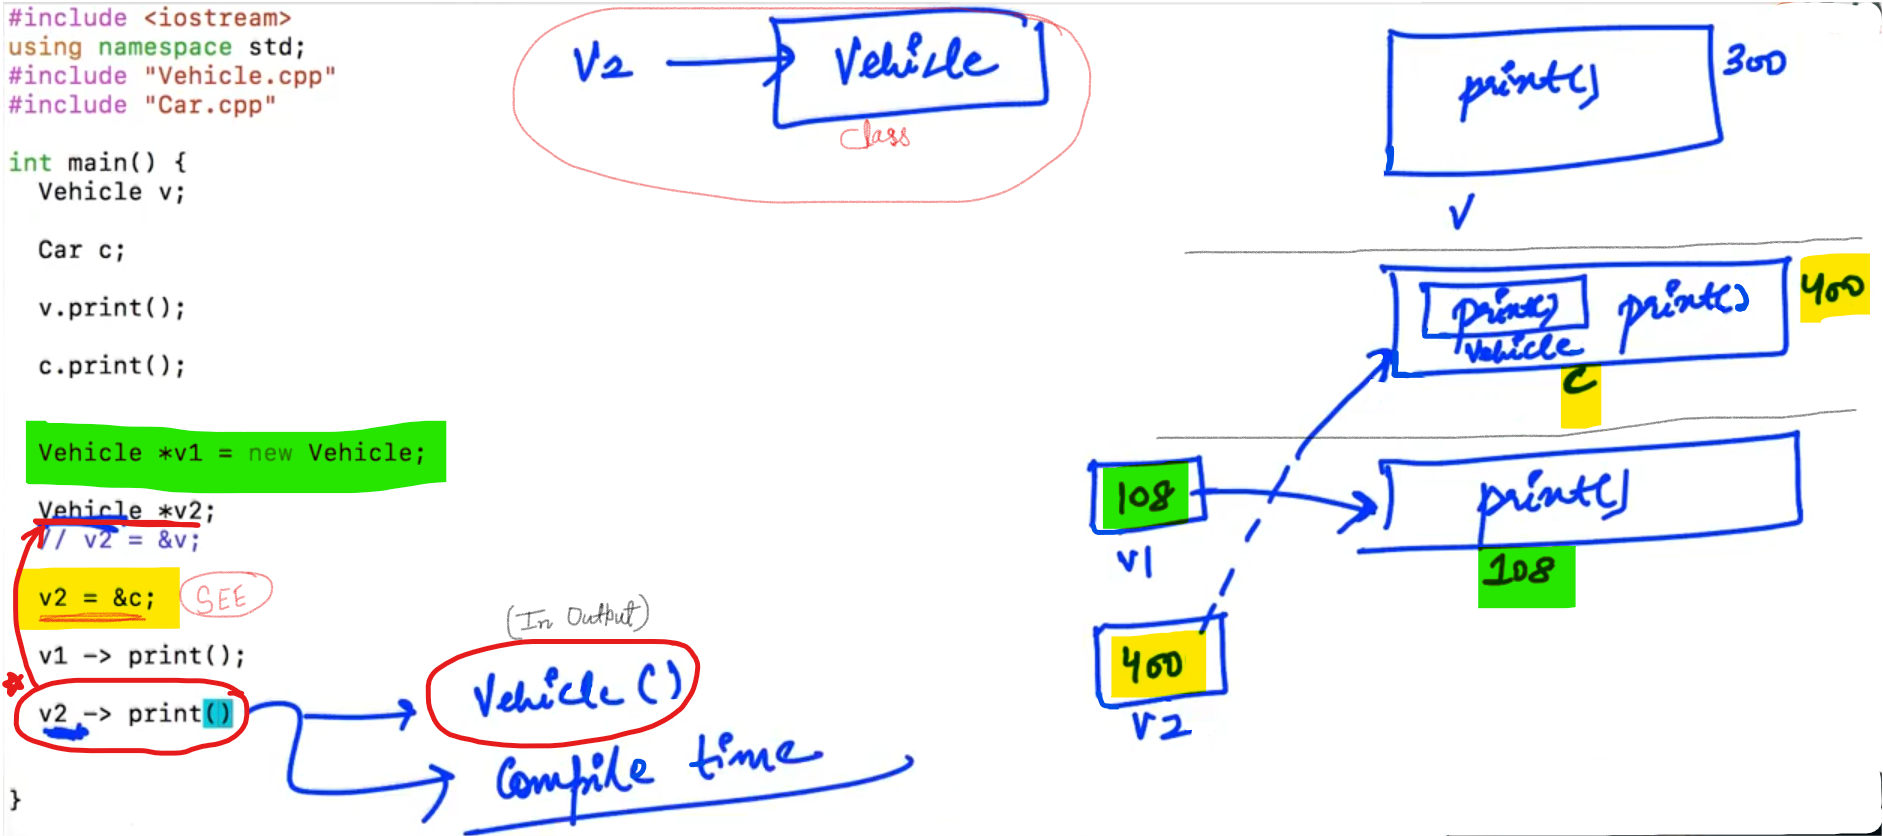 #include <iostream>
using namespace std;
#include "Vehicle.cpp"
#include "Car.cpp"
int main() {
Vehicle v;
Car c;
v.print();
c.print();
Vehicle *v1 = new Vehicle;
Vehicle *v2;
// v2 = &v;
v2 = &c;
SEE
v1 -> print();
v2 -> print()
}
(In Output)
Vehicle ()
Compile time
V2
Vehicle
Class
print()
300
V
print()
Vehicle
print()
400
C
108
V1
print()
108
400
V2